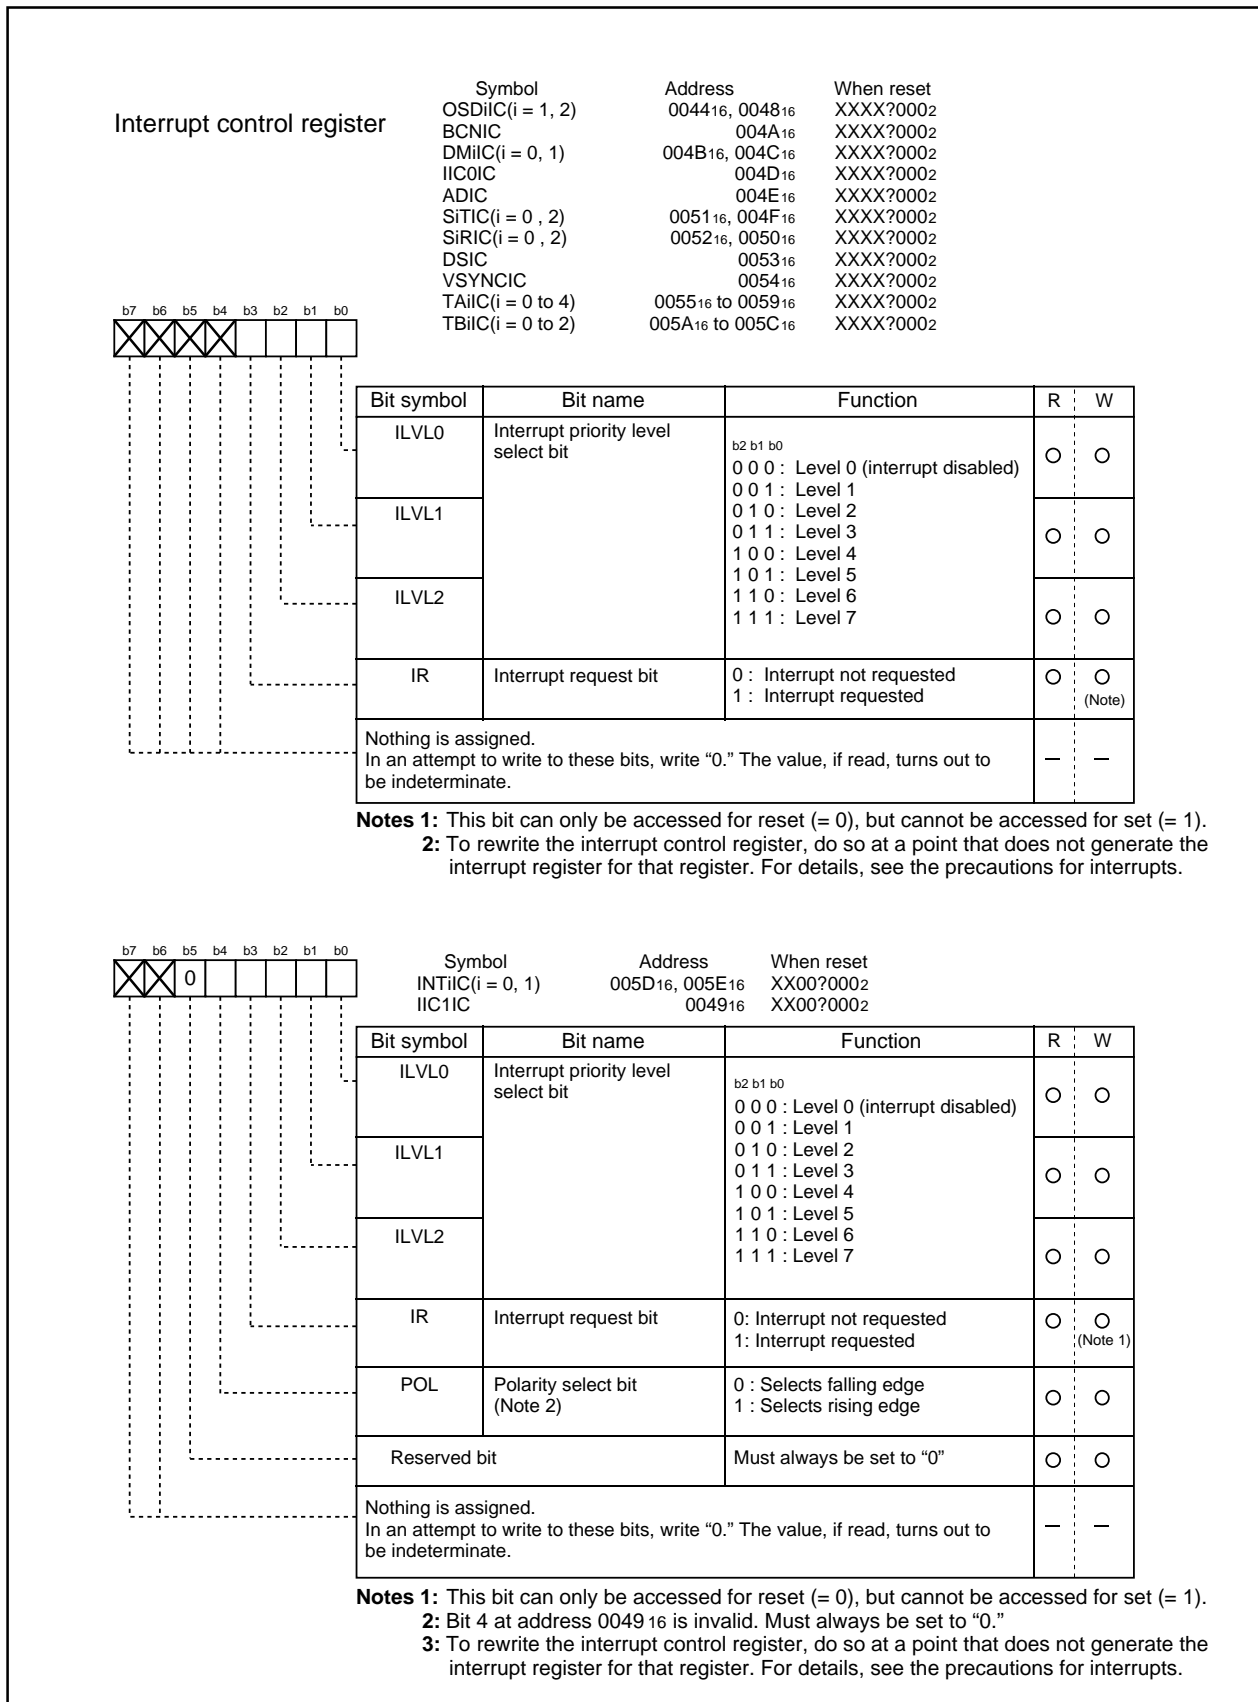 Interrupt control register
Symbol Address When reset
OSDiIC(i = 1, 2) 004416, 004816 XXXX?0002
BCNIC 004A16 XXXX?0002
DMiIC(i = 0, 1) 004B16, 004C16 XXXX?0002
IIC0IC 004D16 XXXX?0002
ADIC 004E16 XXXX?0002
SiTIC(i = 0 , 2) 005116, 004F16 XXXX?0002
SiRIC(i = 0 , 2) 005216, 005016 XXXX?0002
DSIC 005316 XXXX?0002
VSYNCIC 005416 XXXX?0002
TAiIC(i = 0 to 4) 005516 to 005916 XXXX?0002
TBiIC(i = 0 to 2) 005A16 to 005C16 XXXX?0002
b7 b6 b5 b4 b3 b2 b1 b0
Bit symbol Bit name Function R W
ILVL0 Interrupt priority level
select bit
b2 b1 b0
0 0 0 : Level 0 (interrupt disabled)
0 0 1 : Level 1
ILVL1 0 1 0 : Level 2
0 1 1 : Level 3
1 0 0 : Level 4
1 0 1 : Level 5
ILVL2 1 1 0 : Level 6
1 1 1 : Level 7
IR Interrupt request bit 0 : Interrupt not requested
1 : Interrupt requested
(Note)
Nothing is assigned.
In an attempt to write to these bits, write “0.” The value, if read, turns out to
be indeterminate.
Notes 1: This bit can only be accessed for reset (= 0), but cannot be accessed for set (= 1).
2: To rewrite the interrupt control register, do so at a point that does not generate the
interrupt register for that register. For details, see the precautions for interrupts.
b7 b6 b5 b4 b3 b2 b1 b0
0
Symbol Address When reset
INTiIC(i = 0, 1) 005D16, 005E16 XX00?0002
IIC1IC 004916 XX00?0002
Bit symbol Bit name Function R W
ILVL0 Interrupt priority level
select bit
b2 b1 b0
0 0 0 : Level 0 (interrupt disabled)
0 0 1 : Level 1
ILVL1 0 1 0 : Level 2
0 1 1 : Level 3
1 0 0 : Level 4
1 0 1 : Level 5
ILVL2 1 1 0 : Level 6
1 1 1 : Level 7
IR Interrupt request bit 0: Interrupt not requested
1: Interrupt requested
(Note 1)
POL Polarity select bit 0 : Selects falling edge
(Note 2) 1 : Selects rising edge
Reserved bit Must always be set to “0”
Nothing is assigned.
In an attempt to write to these bits, write “0.” The value, if read, turns out to
be indeterminate.
Notes 1: This bit can only be accessed for reset (= 0), but cannot be accessed for set (= 1).
2: Bit 4 at address 004916 is invalid. Must always be set to “0.”
3: To rewrite the interrupt control register, do so at a point that does not generate the
interrupt register for that register. For details, see the precautions for interrupts.